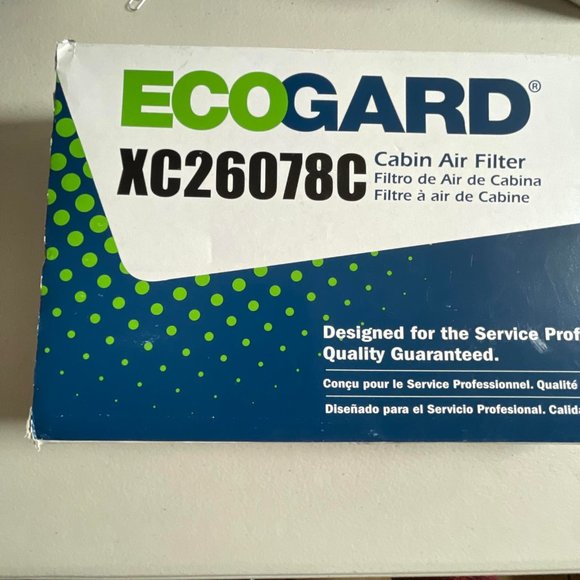 ECOGARD®
XC26078C
Cabin Air Filter
Filtro de Air de Cabina
Filtre à air de Cabine
Designed for the Service
Quality Guaranteed.
Conçu pour le Service Professionnel. Qualité
Diseñado para el Servicio Profesional.